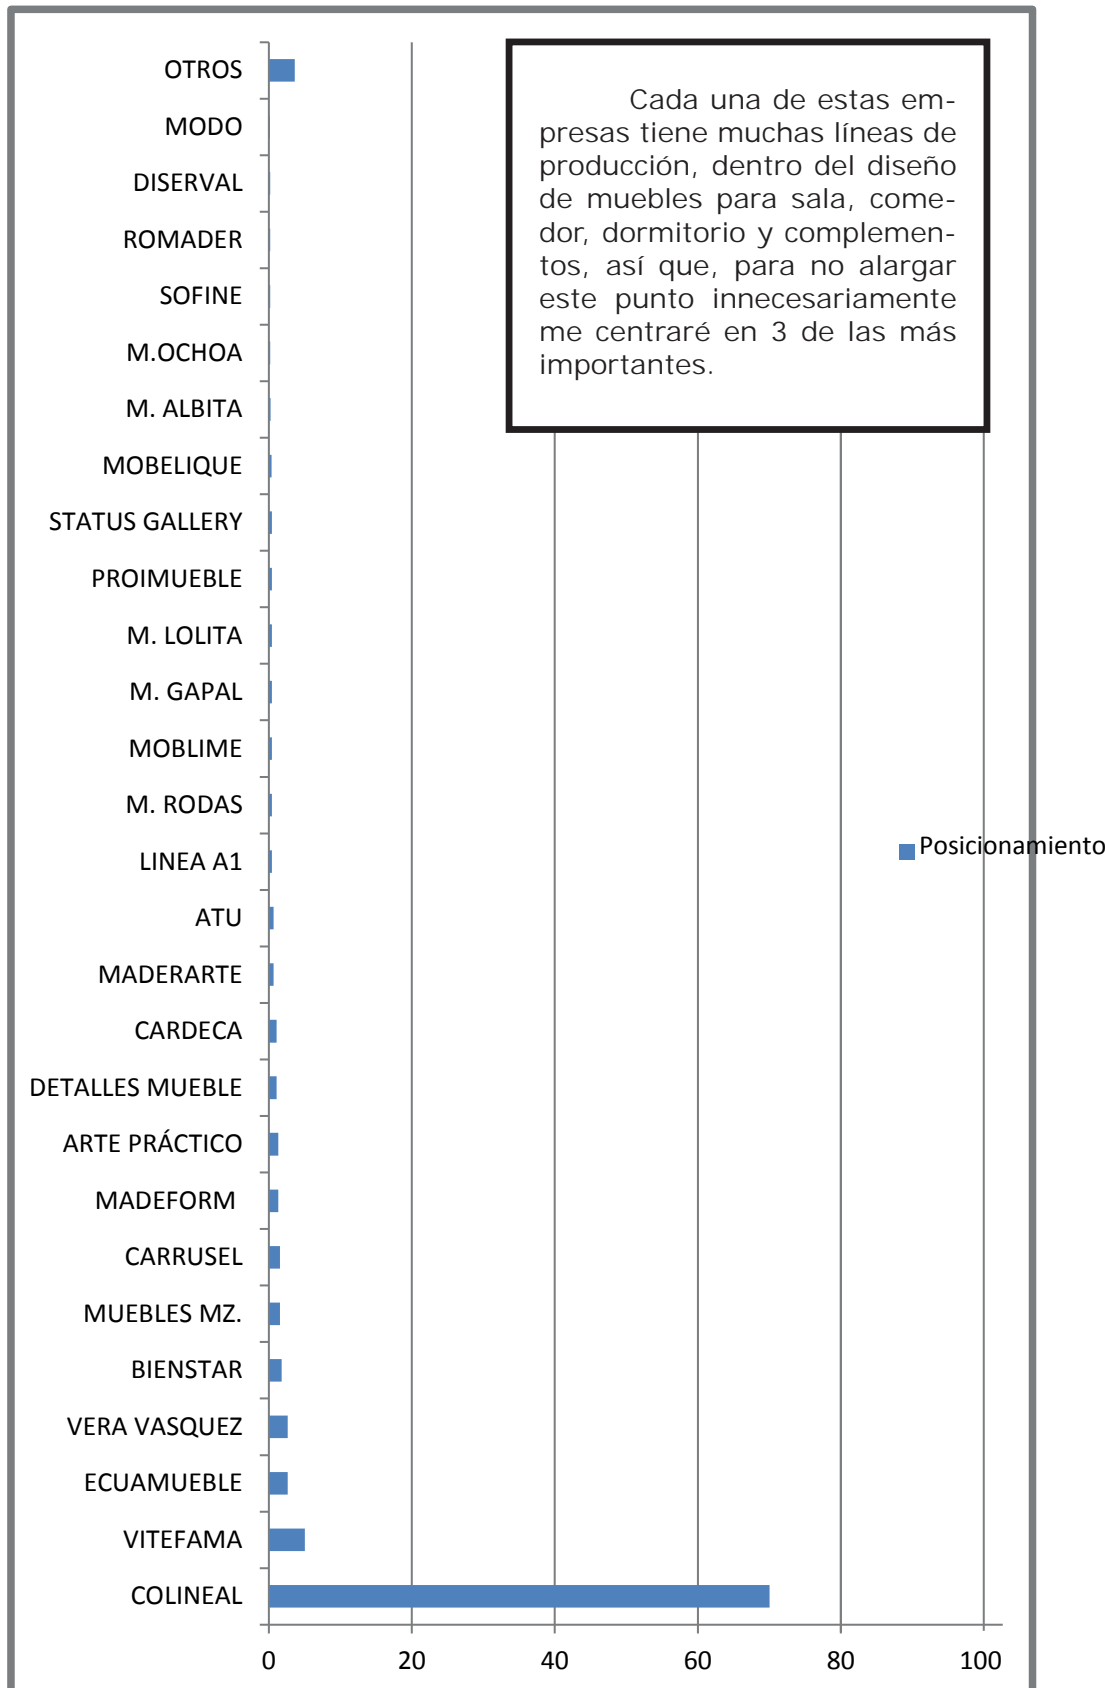 Cada una de estas em-
presas tiene muchas líneas de
producción, dentro del diseño
de muebles para sala, come-
dor, dormitorio y complemen-
tos, así que, para no alargar
este punto innecesariamente
me centraré en 3 de las más
importantes.
OTROS
MODO
DISERVAL
ROMADER
SOFINE
M.OCHOA
M. ALBITA
MOBELIQUE
STATUS GALLERY
PROIMUEBLE
M. LOLITA
M. GAPAL
MOBLIME
M. RODAS
LINEA A1
ATU
MADERARTE
CARDECA
DETALLES MUEBLE
ARTE PRÁCTICO
MADEFORM
CARRUSEL
MUEBLES MZ.
BIENSTAR
VERA VASQUEZ
ECUAMUEBLE
VITEFAMA
COLINEAL
Posicionamiento
0 20 40 60 80 100